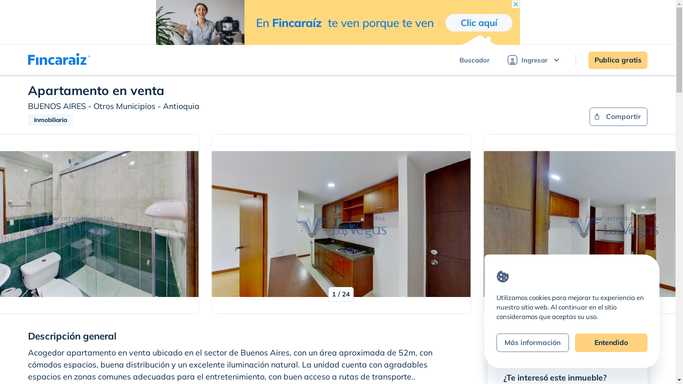 En Fincaraíz te ven porque te ven
Clic aquí
Fincaraiz
Buscador
Ingresar
Publica gratis
Apartamento en venta
BUENOS AIRES - Otros Municipios - Antioquia
Inmobiliaria
Compartir
1 / 24
Descripción general
Acogedor apartamento en venta ubicado en el sector de Buenos Aires, con un área aproximada de 52m, con
cómodos espacios, buena distribución y un excelente iluminación natural. La unidad cuenta con agradables
espacios en zonas comunes adecuadas para el entretenimiento, con buen acceso a rutas de transporte..
Utilizamos cookies para mejorar tu experiencia en
nuestro sitio web. Al continuar en el sitio
consideramos que aceptas su uso.
Más información
Entendido
¿Te interesó este inmueble?